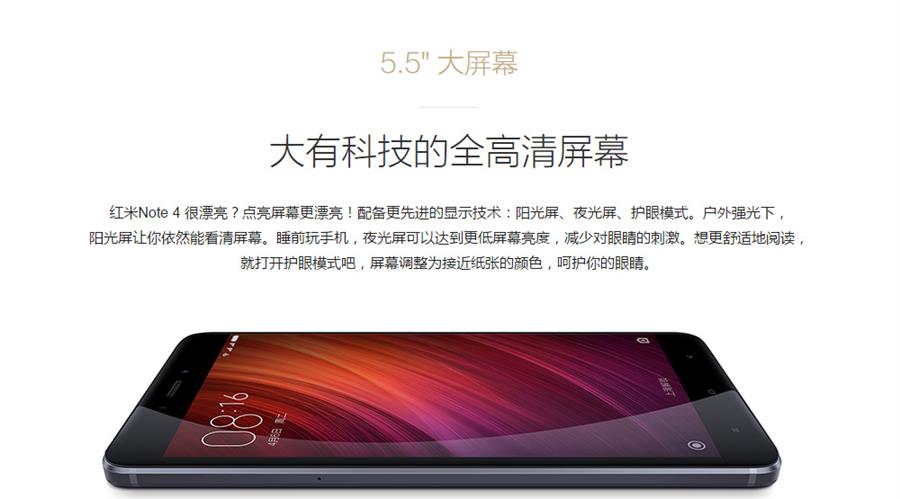 5.5" 大屏幕
大有科技的全高清屏幕
红米Note 4 很漂亮？点亮屏幕更漂亮！配备更先进的显示技术：阳光屏、夜光屏、护眼模式。户外强光下，
阳光屏让你依然能看清屏幕。睡前玩手机，夜光屏可以达到更低屏幕亮度，减少对眼睛的刺激。想更舒适地阅读，
就打开护眼模式吧，屏幕调整为接近纸张的颜色，呵护你的眼睛。
08:16